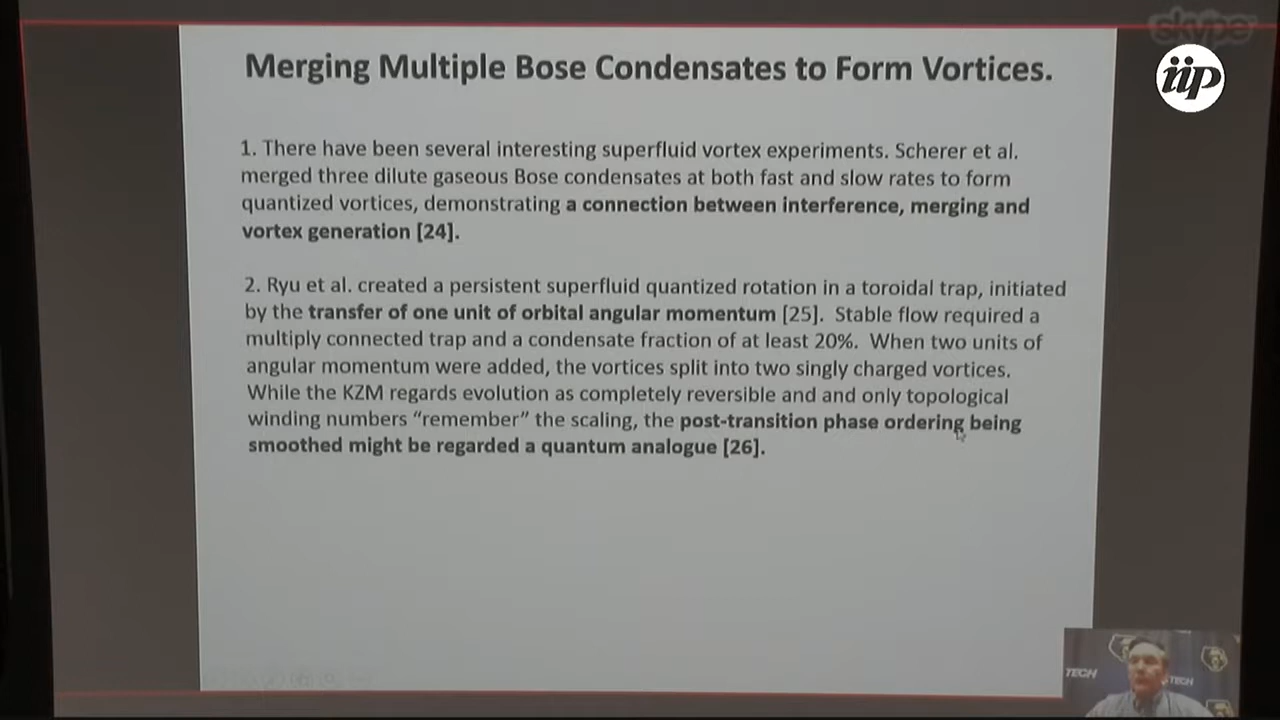 skype
iip
Merging Multiple Bose Condensates to Form Vortices.
1. There have been several interesting superfluid vortex experiments. Scherer et al.
merged three dilute gaseous Bose condensates at both fast and slow rates to form
quantized vortices, demonstrating a connection between interference, merging and
vortex generation [24].
2. Ryu et al. created a persistent superfluid quantized rotation in a toroidal trap, initiated
by the transfer of one unit of orbital angular momentum [25]. Stable flow required a
multiply connected trap and a condensate fraction of at least 20%. When two units of
angular momentum were added, the vortices split into two singly charged vortices.
While the KZM regards evolution as completely reversible and and only topological
winding numbers “remember” the scaling, the post-transition phase ordering being
smoothed might be regarded a quantum analogue [26].
TECH
TECH